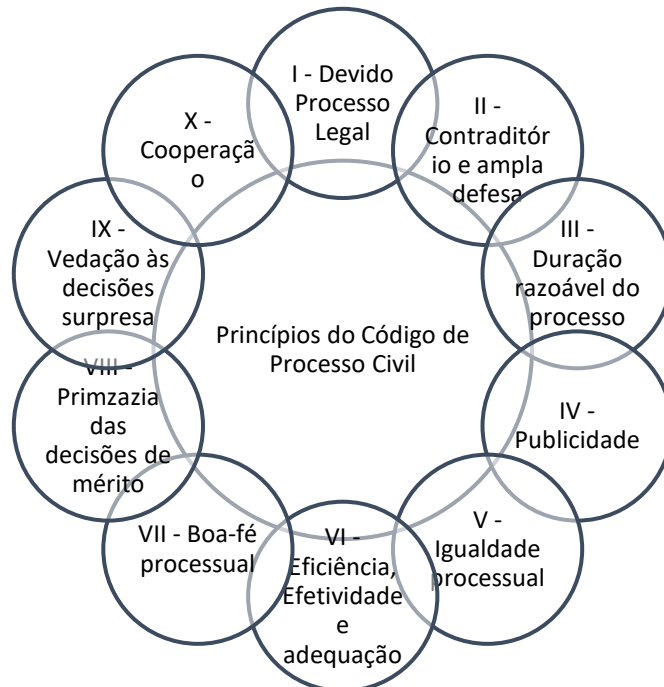 I - Devido
Processo
Legal
II -
Contraditór
io e ampla
defesa
III -
Duração
razoável do
processo
IV -
Publicidade
V -
Igualdade
processual
VI -
Eficiência,
Efetividade
e
adequação
VII - Boa-fé
processual
VIII -
Primzazia
das
decisões de
mérito
IX -
Vedação às
decisões
surpresa
X -
Cooperaçã
o
Princípios do Código de
Processo Civil